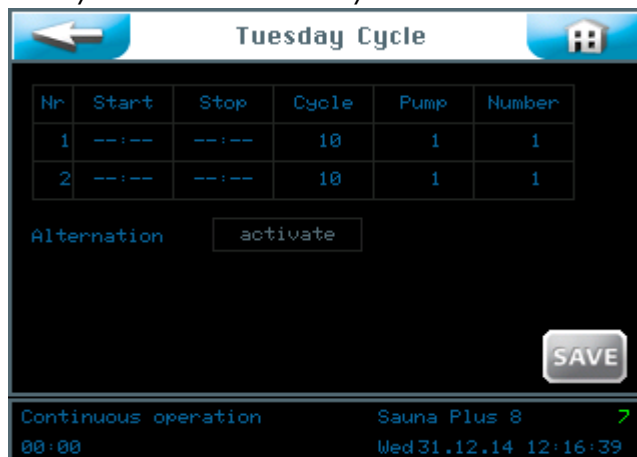 Tuesday Cycle
Nr Start Stop Cycle Pump Number
1 --:-- --:-- 10 1 1
2 --:-- --:-- 10 1 1
Alternation activate
SAVE
Continuous operation Sauna Plus 8 7
00:00 Wed 31.12.14 12:16:39